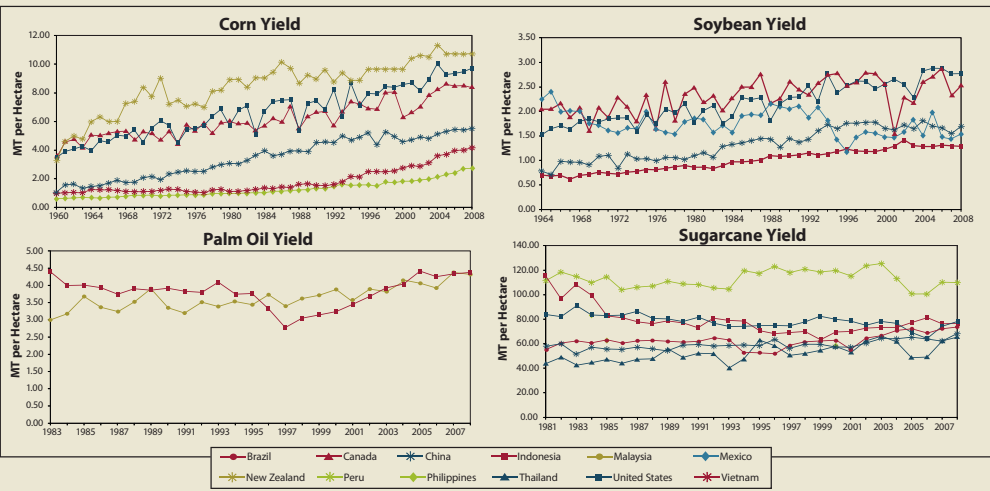 Corn Yield
MT per Hectare
12.00
10.00
8.00
6.00
4.00
2.00
0.00
1960 1964 1968 1972 1976 1980 1984 1988 1992 1996 2000 2004 2008
Soybean Yield
MT per Hectare
3.50
3.00
2.50
2.00
1.50
1.00
0.50
0.00
1964 1968 1972 1976 1980 1984 1988 1992 1996 2000 2004 2008
Palm Oil Yield
MT per Hectare
5.00
4.50
4.00
3.50
3.00
2.50
2.00
1.50
1.00
0.50
0.00
1983 1985 1987 1989 1991 1993 1995 1997 1999 2001 2003 2005 2007
Sugarcane Yield
MT per Hectare
140.00
120.00
100.00
80.00
60.00
40.00
20.00
0.00
1981 1983 1985 1987 1989 1991 1993 1995 1997 1999 2001 2003 2005 2007
Brazil Canada China Indonesia Malaysia Mexico
New Zealand Peru Philippines Thailand United States Vietnam